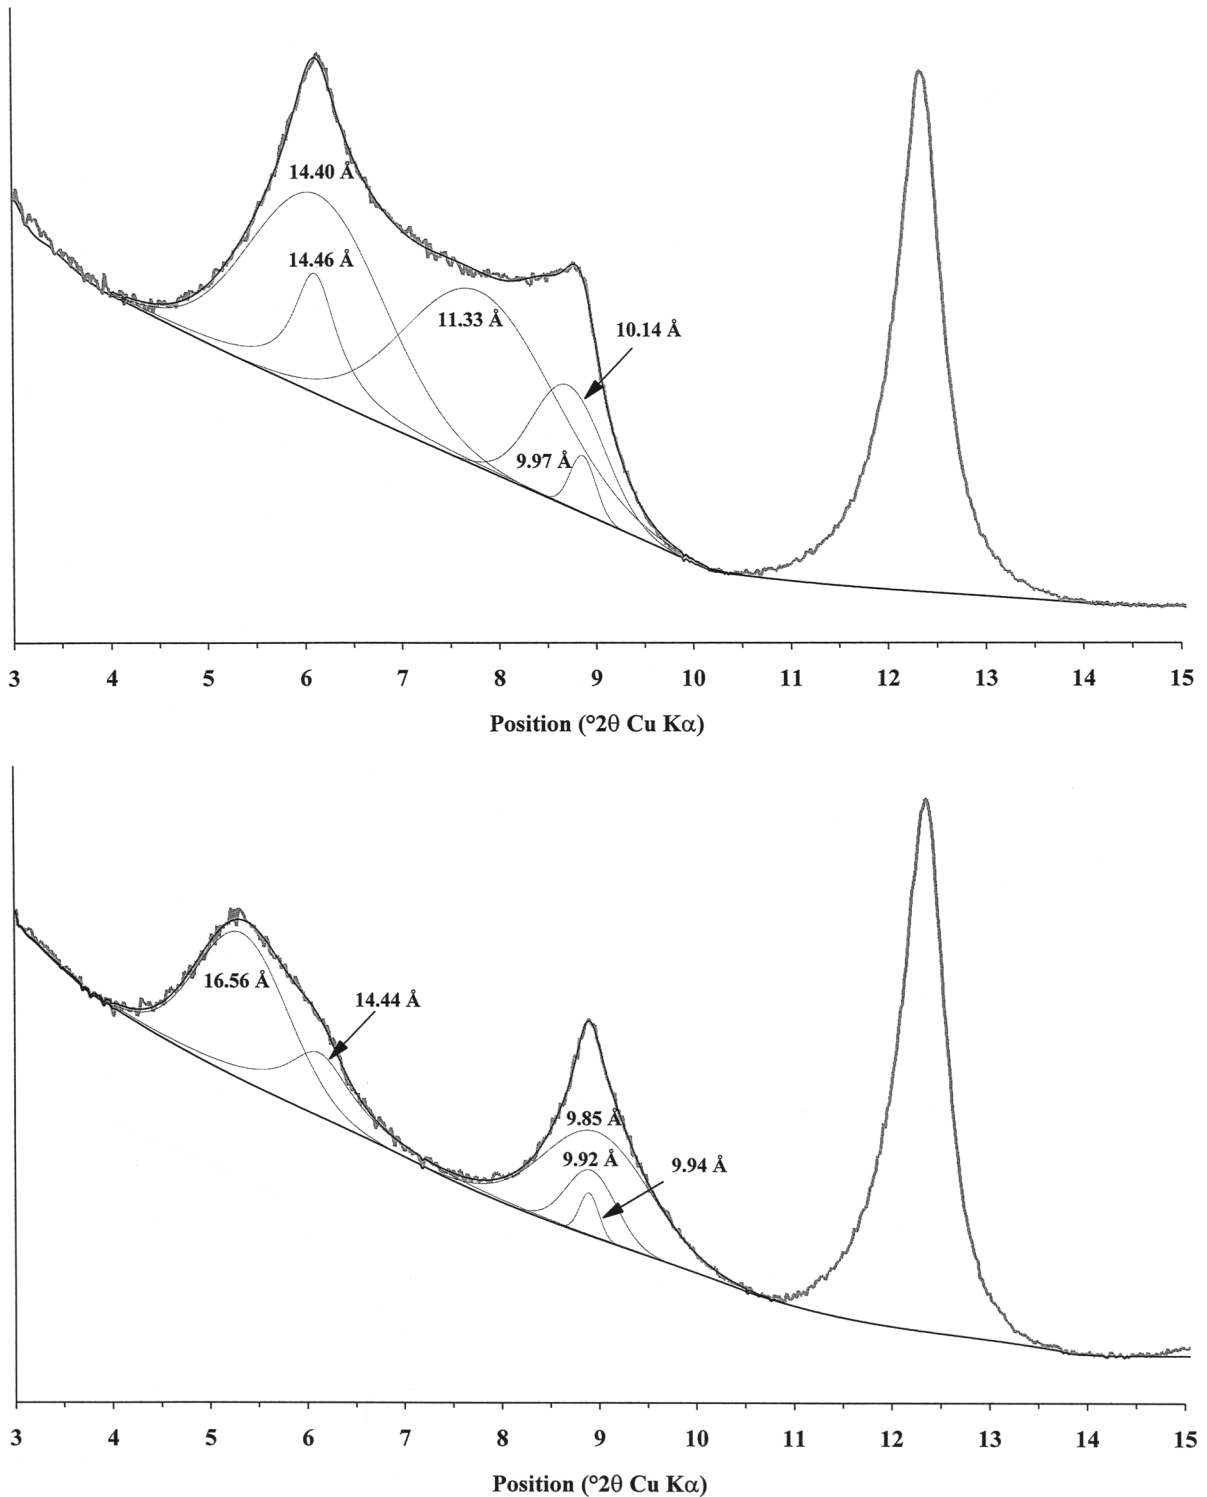 14.40 Å
14.46 Å
11.33 Å
10.14 Å
9.97 Å
3 4 5 6 7 8 9 10 11 12 13 14 15
Position (°2θ Cu Kα)
16.56 Å
14.44 Å
9.85 Å
9.92 Å
9.94 Å
3 4 5 6 7 8 9 10 11 12 13 14 15
Position (°2θ Cu Kα)